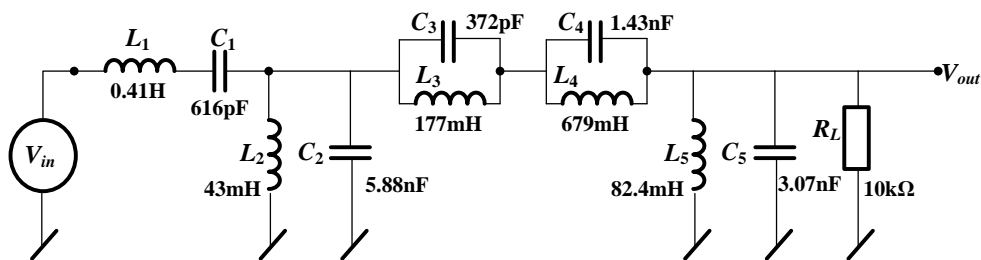 L1
0.41H
C1
616pF
C3
372pF
L3
177mH
C4
1.43nF
L4
679mH
Vout
Vin
L2
43mH
C2
5.88nF
L5
82.4mH
C5
3.07nF
RL
10kΩ